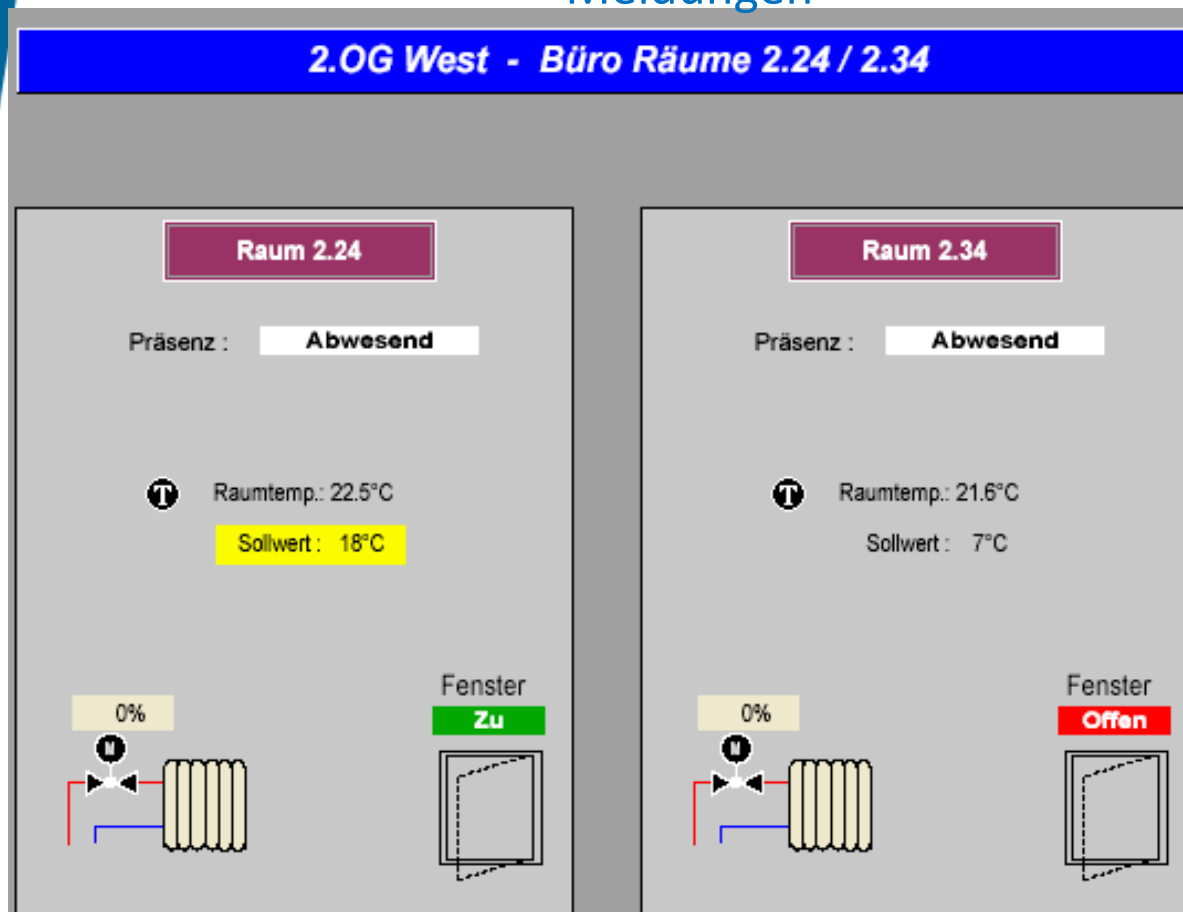 Meldungen
2.OG West - Büro Räume 2.24 / 2.34
Raum 2.24
Präsenz : Abwesend
T
Raumtemp.: 22.5°C
Sollwert : 18°C
Fenster
Zu
0%
M
Raum 2.34
Präsenz : Abwesend
T
Raumtemp.: 21.6°C
Sollwert : 7°C
Fenster
Offen
0%
M